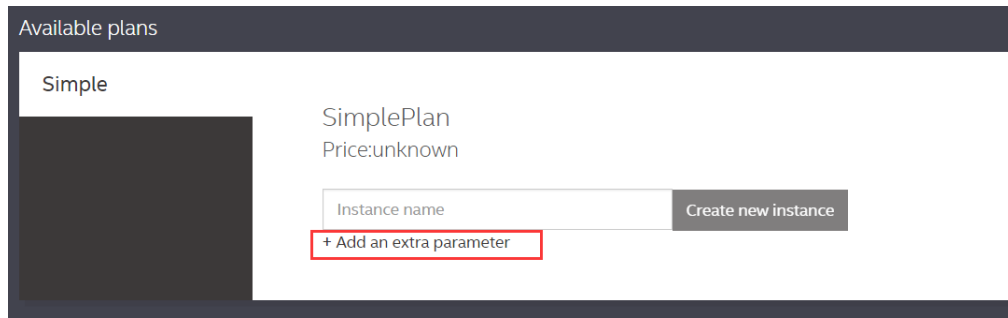 Available plans
Simple
SimplePlan
Price:unknown
Instance name
Create new instance
+ Add an extra parameter